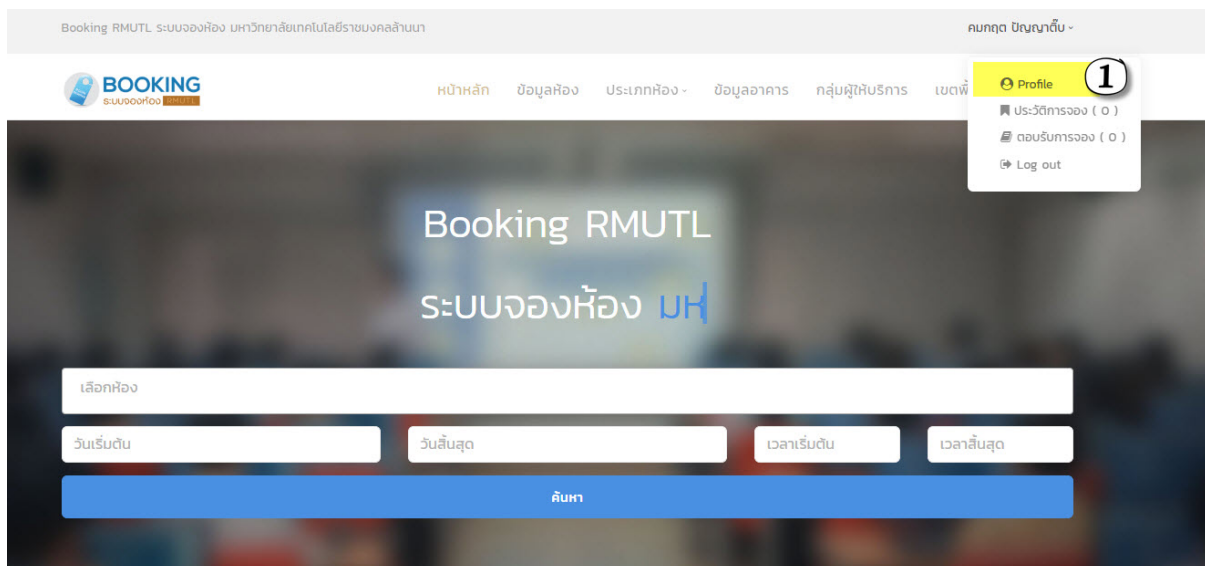 Booking RMUTL ระบบจองห้อง มหาวิทยาลัยเทคโนโลยีราชมงคลล้านนา
คมกฤต ปัญญาติ๊บ
BOOKING
ระบบจองห้อง RMUTL
หน้าหลัก ข้อมูลห้อง ประเภทห้อง ข้อมูลอาคาร กลุ่มผู้ให้บริการ เขตพื้
Profile 1
ประวัติการจอง ( 0 )
ตอบรับการจอง ( 0 )
Log out
Booking RMUTL
ระบบจองห้อง มห
เลือกห้อง
วันเริ่มต้น วันสิ้นสุด เวลาเริ่มต้น เวลาสิ้นสุด
ค้นหา